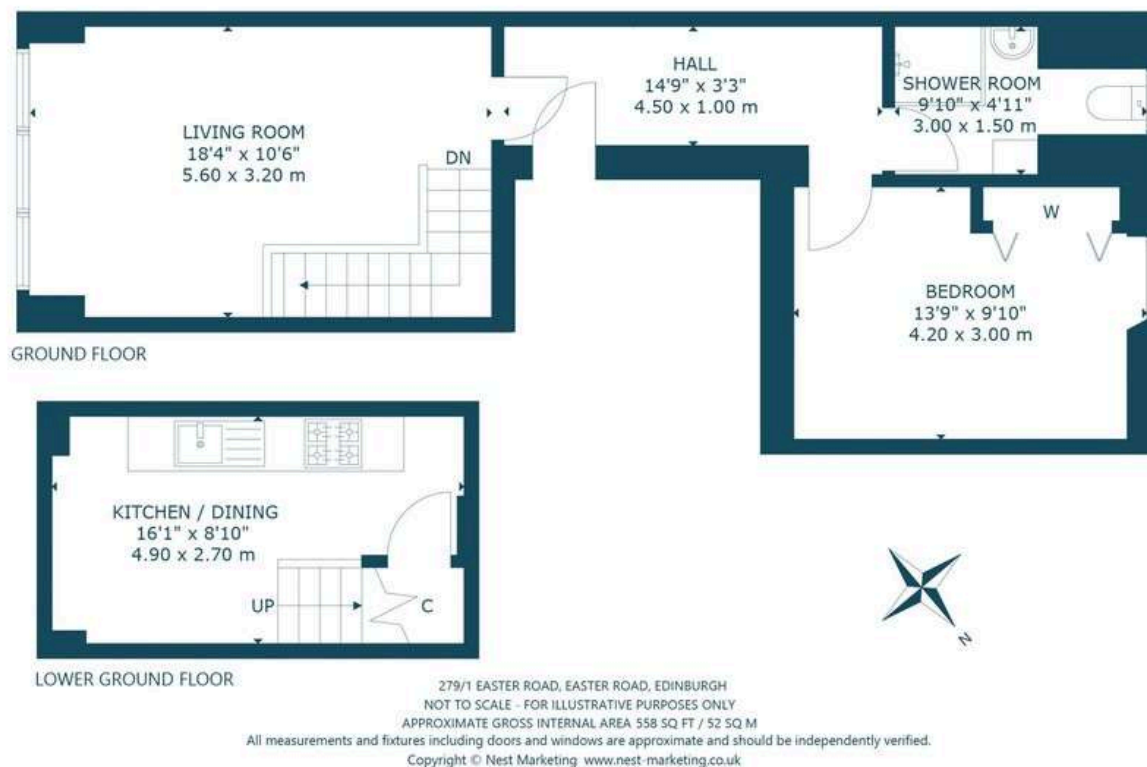 LIVING ROOM
18'4" x 10'6"
5.60 x 3.20 m
DN
HALL
14'9" x 3'3"
4.50 x 1.00 m
SHOWER ROOM
9'10" x 4'11"
3.00 x 1.50 m
W
BEDROOM
13'9" x 9'10"
4.20 x 3.00 m
GROUND FLOOR
KITCHEN / DINING
16'1" x 8'10"
4.90 x 2.70 m
UP
C
LOWER GROUND FLOOR
N
279/1 EASTER ROAD, EASTER ROAD, EDINBURGH
NOT TO SCALE - FOR ILLUSTRATIVE PURPOSES ONLY
APPROXIMATE GROSS INTERNAL AREA 558 SQ FT / 52 SQ M
All measurements and fixtures including doors and windows are approximate and should be independently verified.
Copyright © Nest Marketing www.nest-marketing.co.uk